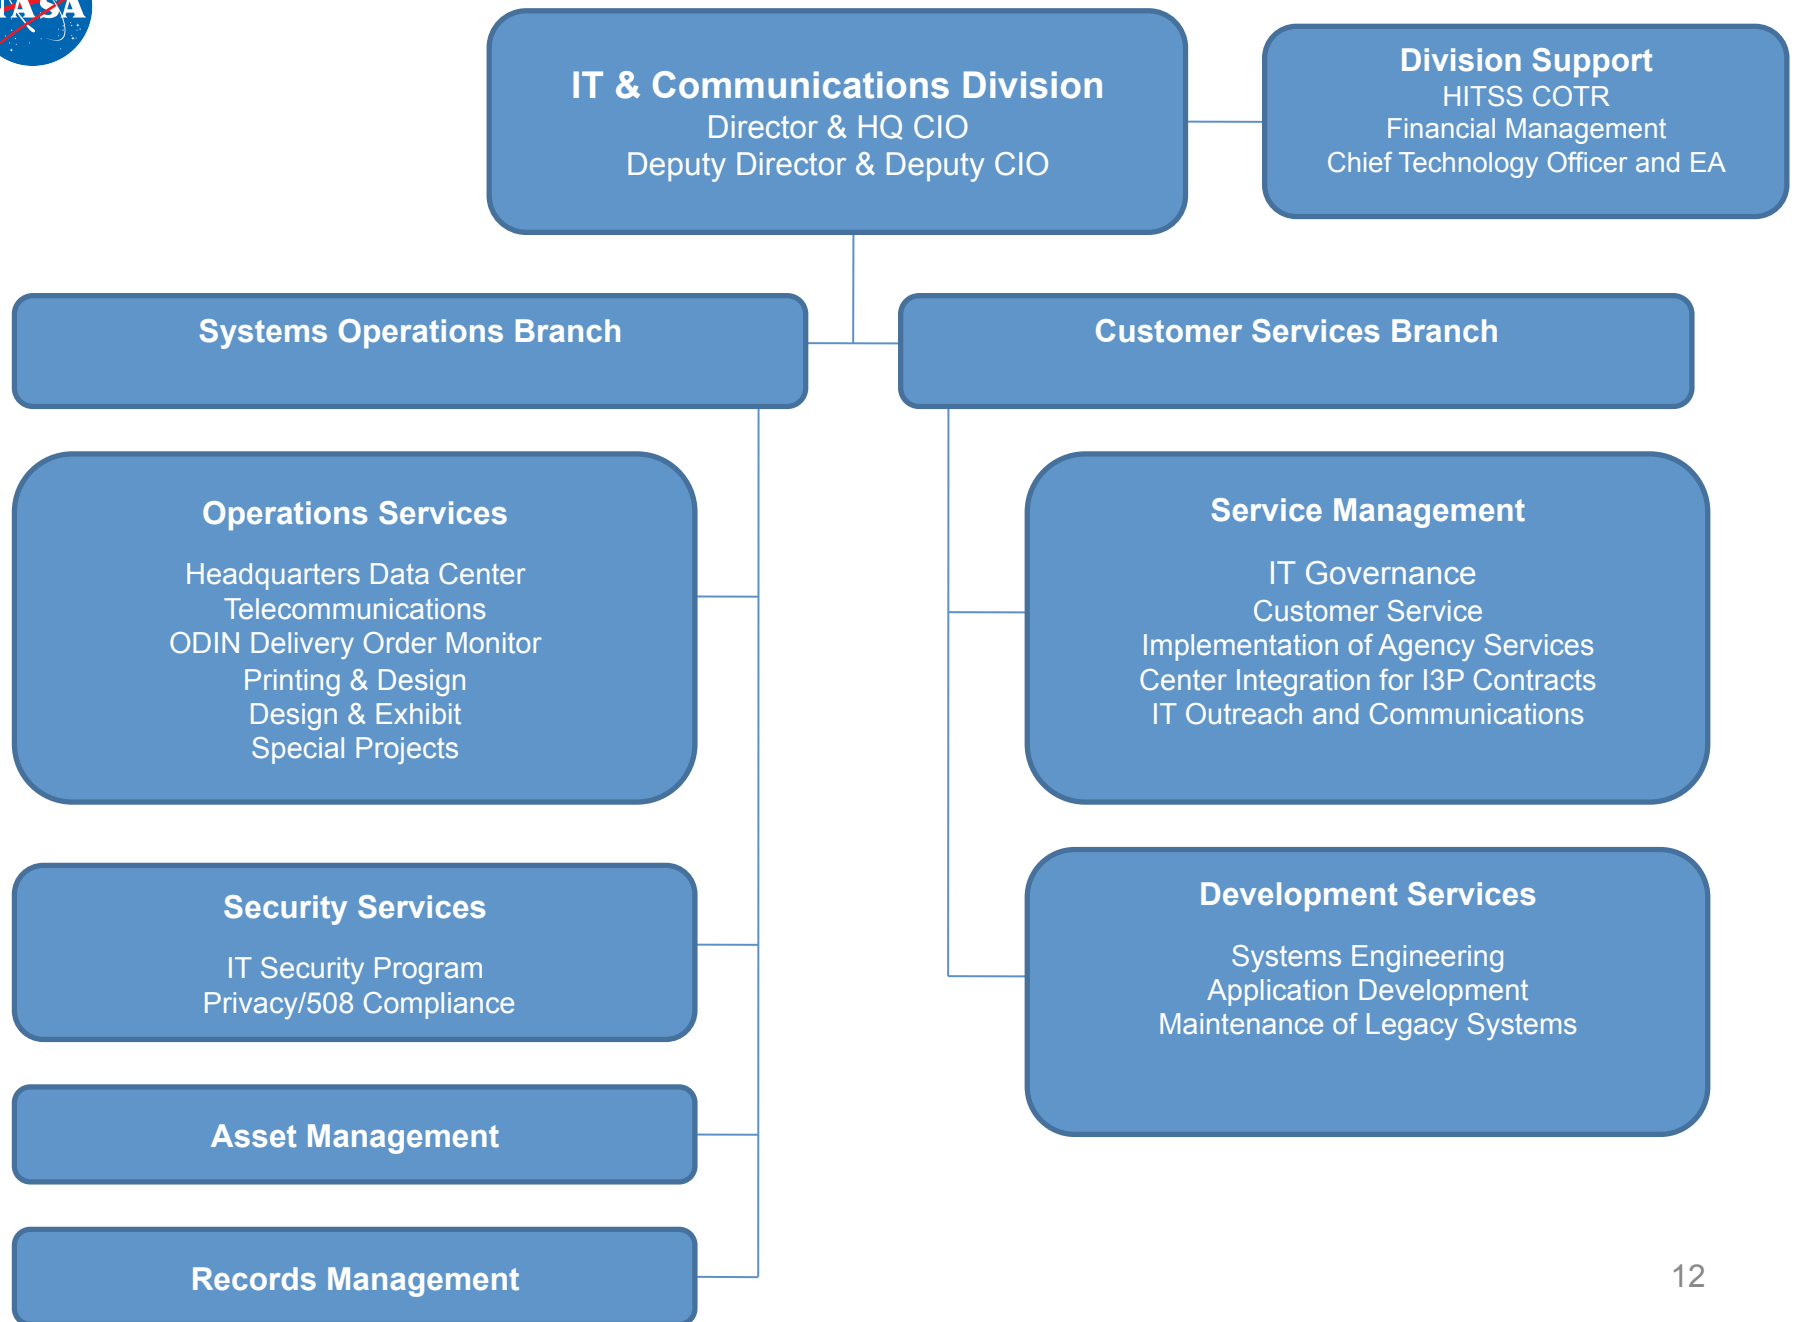 NASA
IT & Communications Division
Director & HQ CIO
Deputy Director & Deputy CIO
Division Support
HITSS COTR
Financial Management
Chief Technology Officer and EA
Systems Operations Branch
Customer Services Branch
Operations Services
Headquarters Data Center
Telecommunications
ODIN Delivery Order Monitor
Printing & Design
Design & Exhibit
Special Projects
Service Management
IT Governance
Customer Service
Implementation of Agency Services
Center Integration for I3P Contracts
IT Outreach and Communications
Security Services
IT Security Program
Privacy/508 Compliance
Development Services
Systems Engineering
Application Development
Maintenance of Legacy Systems
Asset Management
Records Management
12